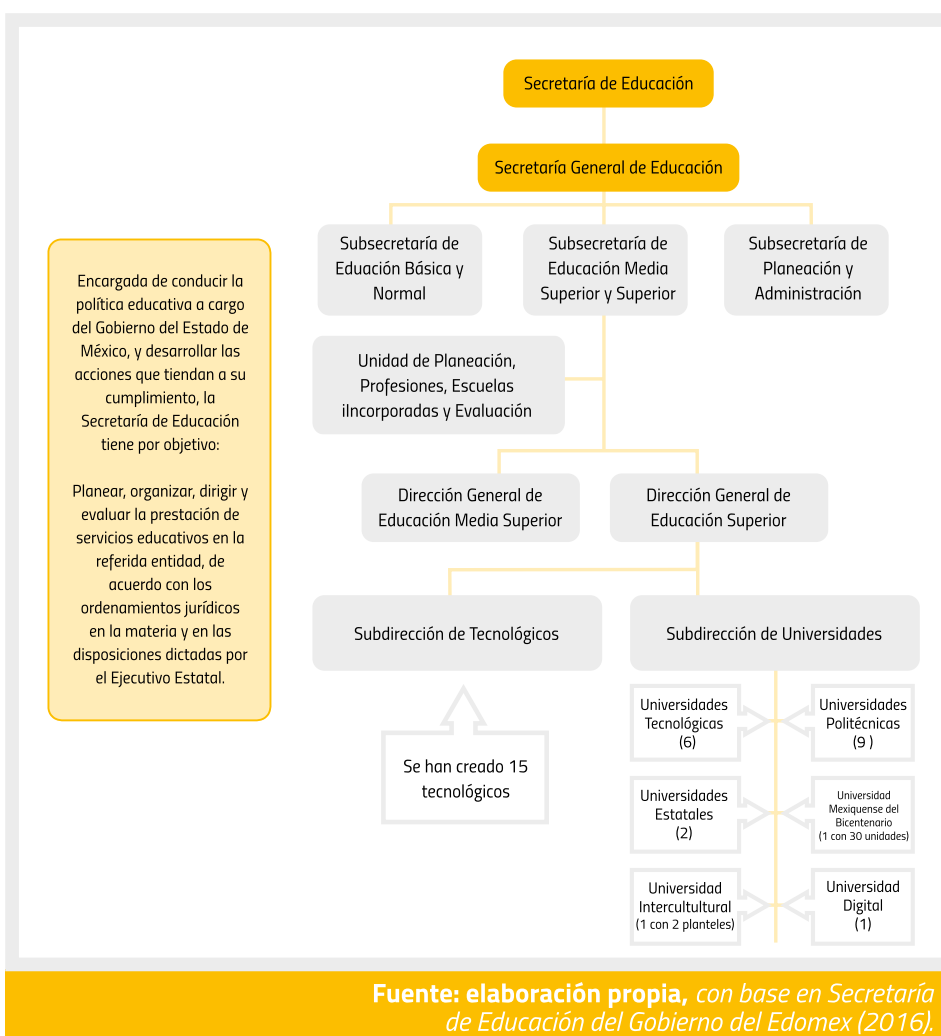 Secretaría de Educación
Secretaría General de Educación
Subsecretaría de
Eduación Básica y
Normal
Subsecretaría de
Educación Media
Superior y Superior
Subsecretaría de
Planeación y
Administración
Encargada de conducir la
política educativa a cargo
del Gobierno del Estado de
México, y desarrollar las
acciones que tiendan a su
cumplimiento, la
Secretaría de Educación
tiene por objetivo:
Planear, organizar, dirigir y
evaluar la prestación de
servicios educativos en la
referida entidad, de
acuerdo con los
ordenamientos jurídicos
en la materia y en las
disposiciones dictadas por
el Ejecutivo Estatal.
Unidad de Planeación,
Profesiones, Escuelas
iIncorporadas y Evaluación
Dirección General de
Educación Media Superior
Dirección General de
Educación Superior
Subdirección de Tecnológicos
Subdirección de Universidades
Se han creado 15
tecnológicos
Universidades
Tecnológicas
(6)
Universidades
Politécnicas
(9 )
Universidades
Estatales
(2)
Universidad
Mexiquense del
Bicentenario
(1 con 30 unidades)
Universidad
Intercultutural
(1 con 2 planteles)
Universidad
Digital
(1)
Fuente: elaboración propia, con base en Secretaría
de Educación del Gobierno del Edomex (2016).